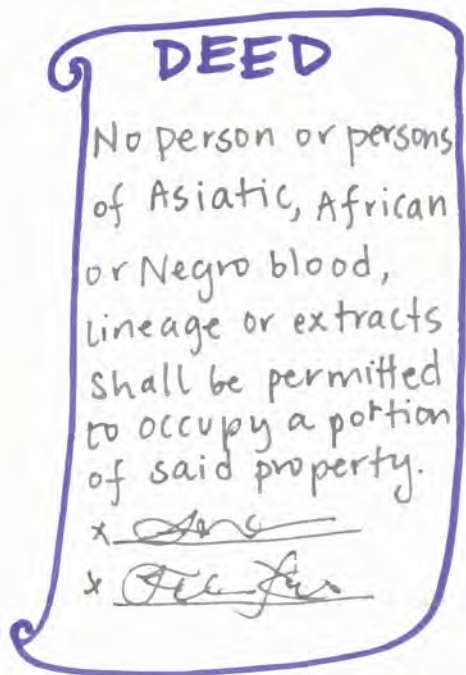 DEED
No person or persons
of Asiatic, African
or Negro blood,
lineage or extracts
shall be permitted
to occupy a portion
of said property.
x
x